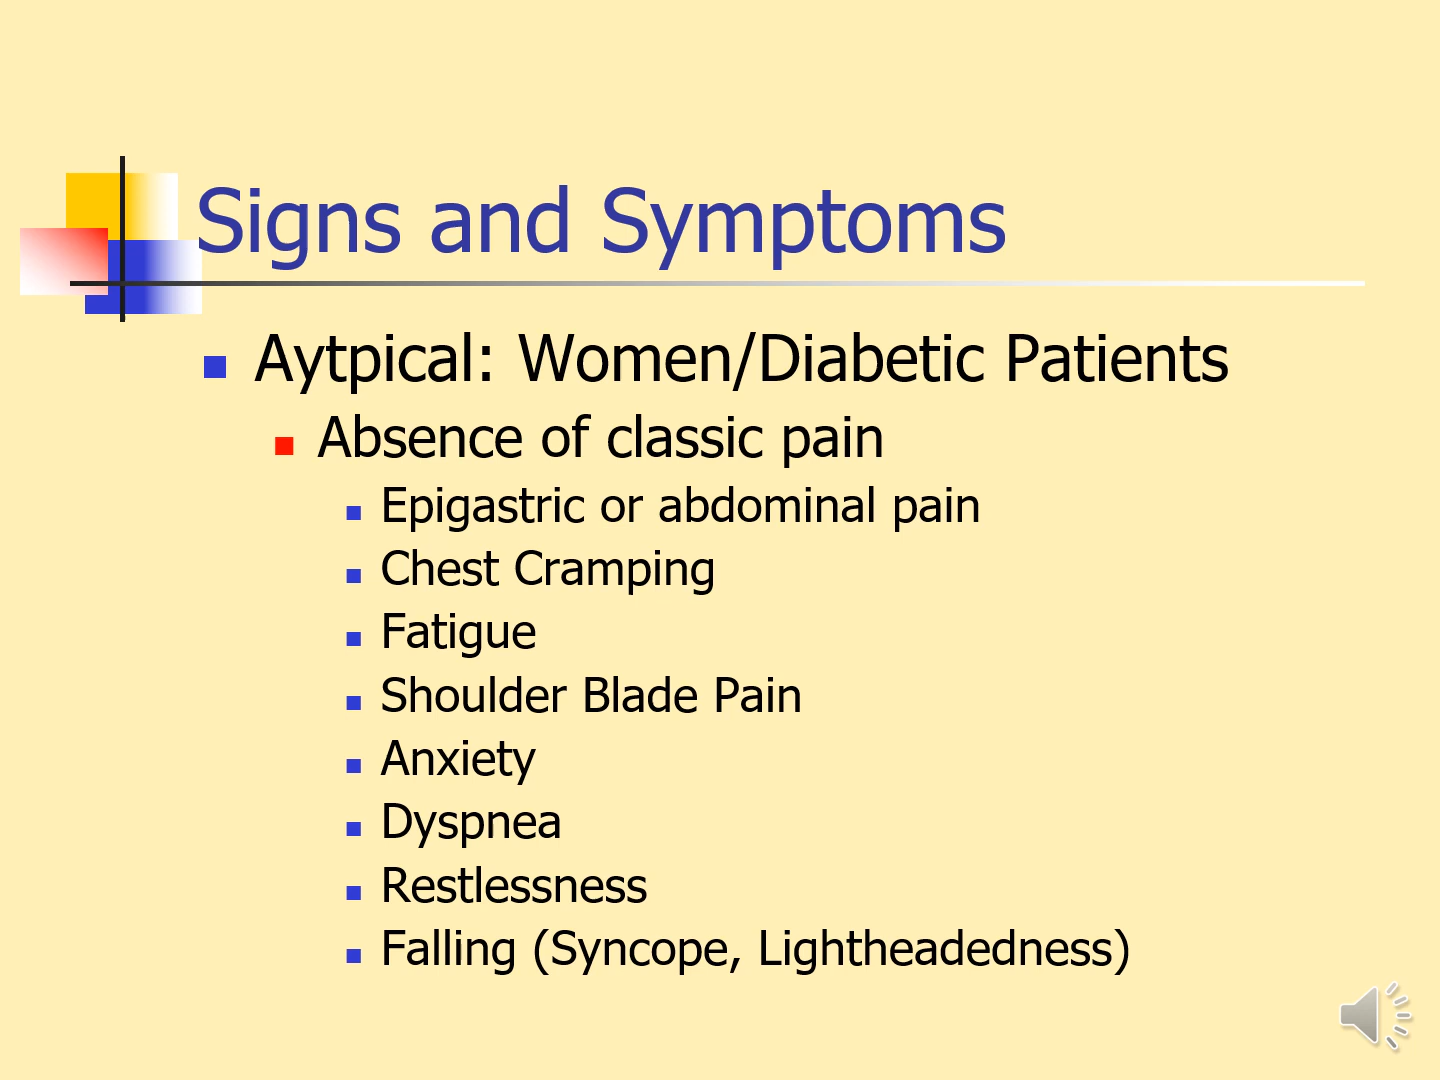 Signs and Symptoms
Aytpical: Women/Diabetic Patients
Absence of classic pain
Epigastric or abdominal pain
Chest Cramping
Fatigue
Shoulder Blade Pain
Anxiety
Dyspnea
Restlessness
Falling (Syncope, Lightheadedness)